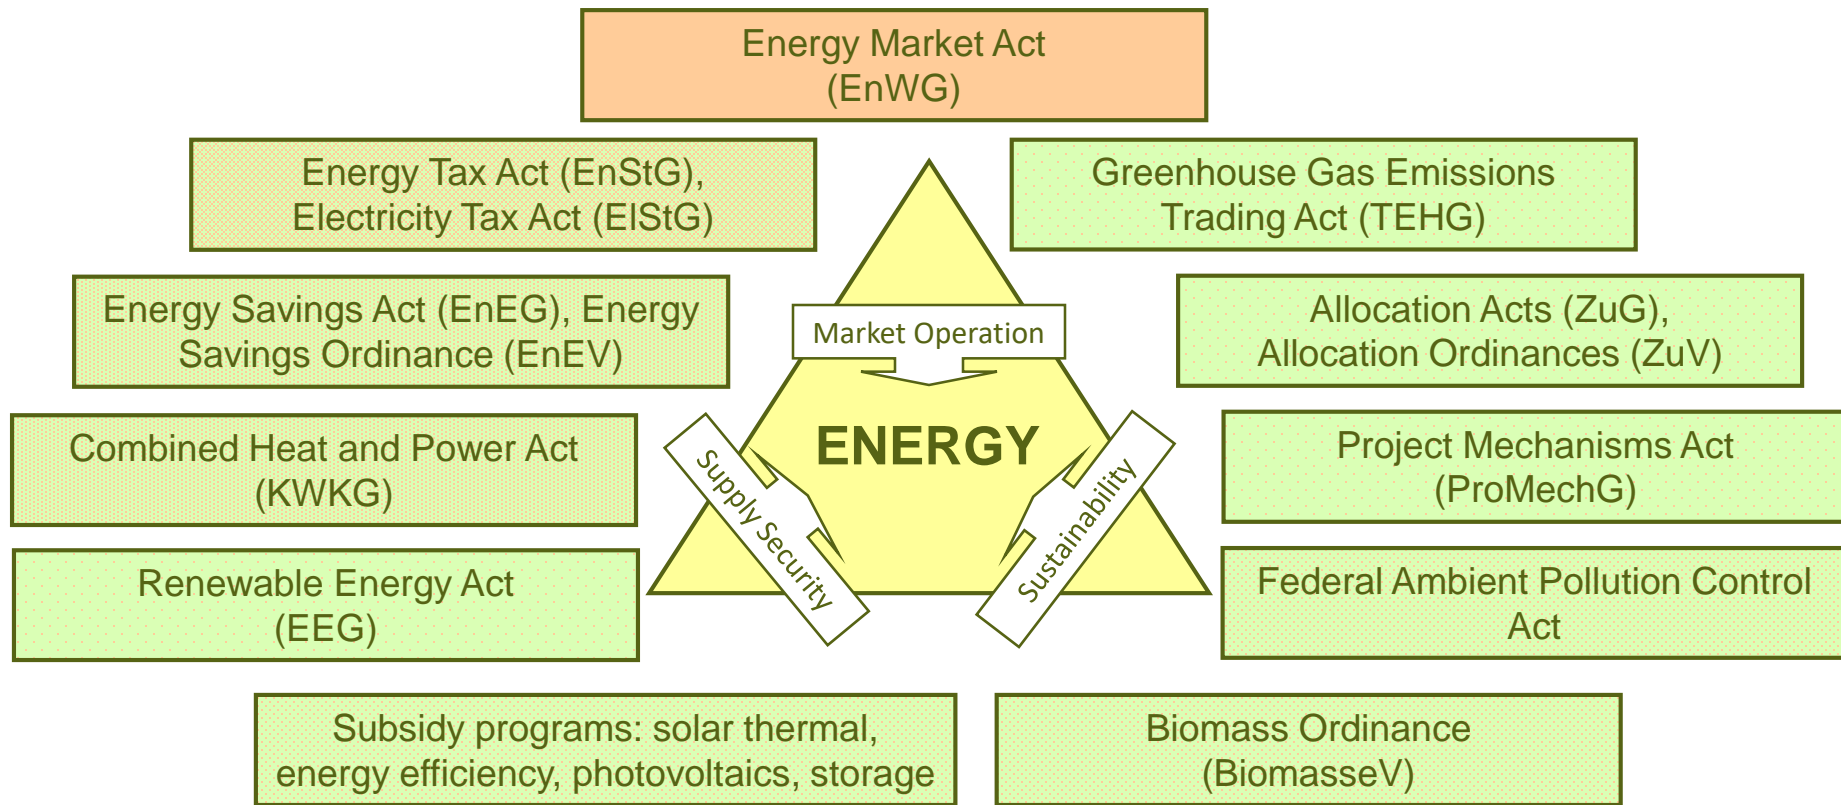 Energy Market Act
(EnWG)
Energy Tax Act (EnStG),
Electricity Tax Act (ElStG)
Greenhouse Gas Emissions
Trading Act (TEHG)
Energy Savings Act (EnEG), Energy
Savings Ordinance (EnEV)
Market Operation
Allocation Acts (ZuG),
Allocation Ordinances (ZuV)
Combined Heat and Power Act
(KWKG)
ENERGY
Supply Security
Sustainability
Project Mechanisms Act
(ProMechG)
Renewable Energy Act
(EEG)
Federal Ambient Pollution Control
Act
Subsidy programs: solar thermal,
energy efficiency, photovoltaics, storage
Biomass Ordinance
(BiomasseV)